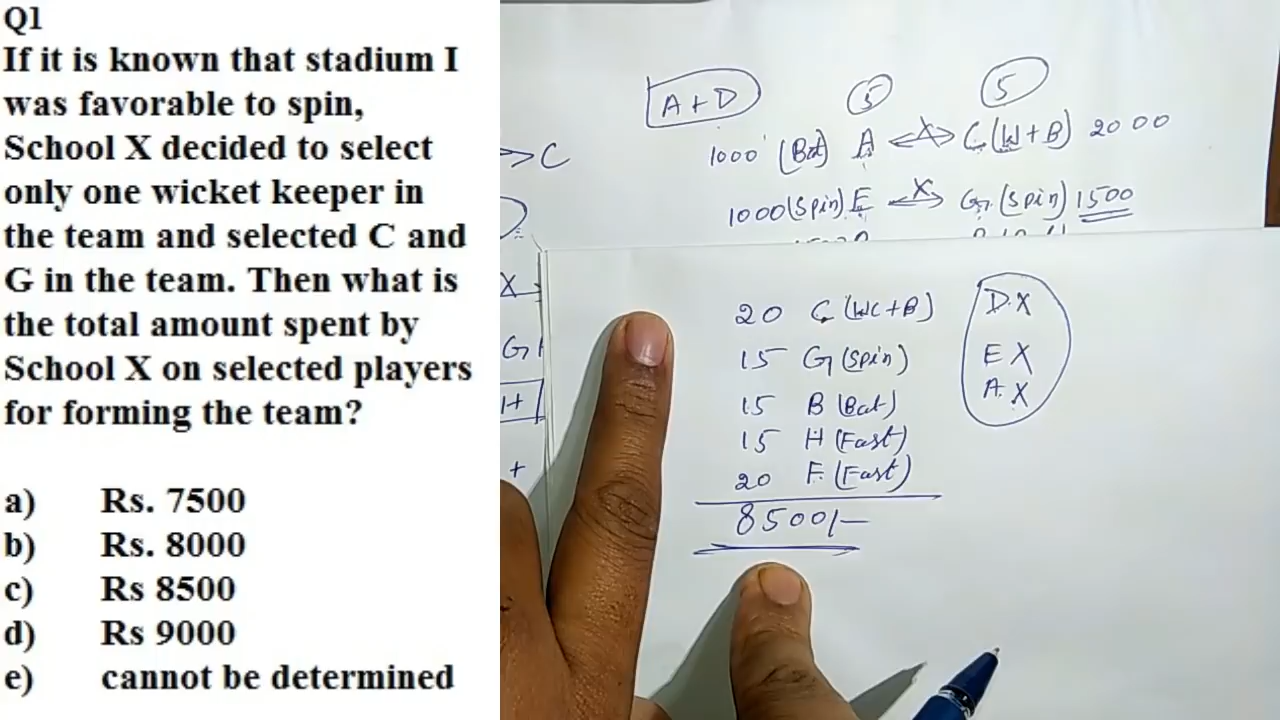 Q1
If it is known that stadium I
was favorable to spin,
School X decided to select
only one wicket keeper in
the team and selected C and
G in the team. Then what is
the total amount spent by
School X on selected players
for forming the team?
a) Rs. 7500
b) Rs. 8000
c) Rs 8500
d) Rs 9000
e) cannot be determined
A+D 5 5
1000 (Bat) A <-X-> C (W+B) 2000
1000 (Spin) E <-X-> G (Spin) 1500
-> C
X
G
20 C (WC+B)
15 G (Spin)
15 B (Bat)
15 H (Fast)
20 F (Fast)
8500/-
D X
E X
A X